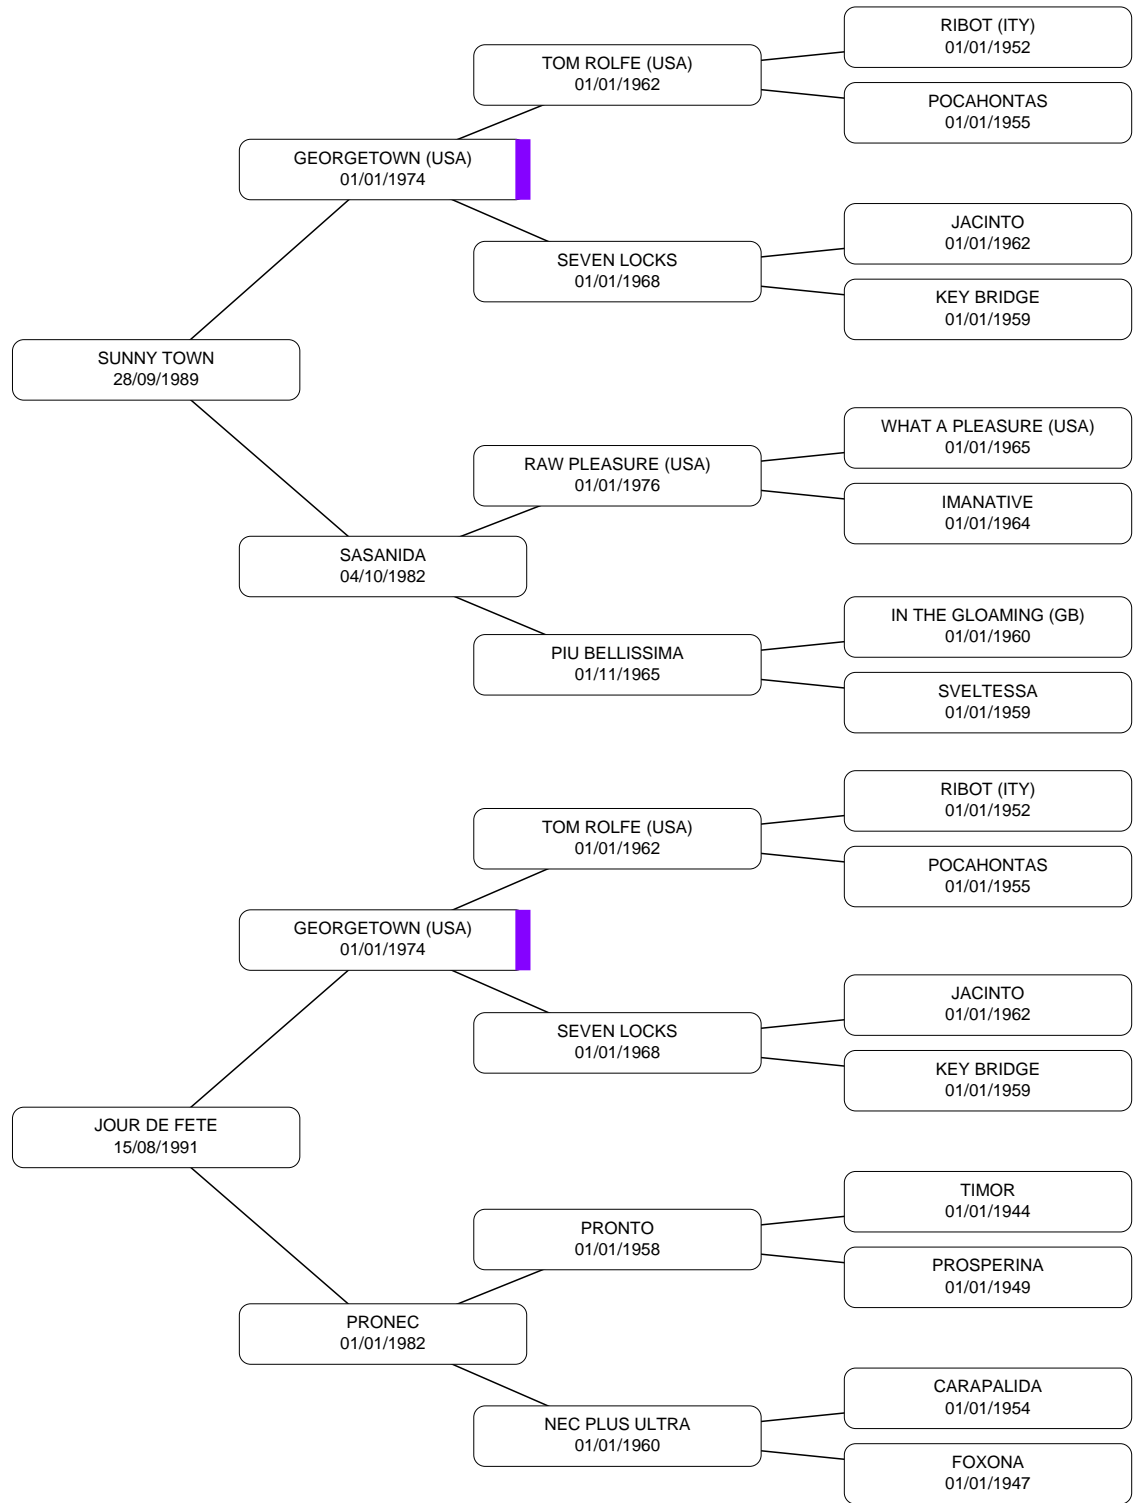 RIBOT (ITY)
01/01/1952
TOM ROLFE (USA)
01/01/1962
POCAHONTAS
01/01/1955
GEORGETOWN (USA)
01/01/1974
JACINTO
01/01/1962
SEVEN LOCKS
01/01/1968
KEY BRIDGE
01/01/1959
SUNNY TOWN
28/09/1989
WHAT A PLEASURE (USA)
01/01/1965
RAW PLEASURE (USA)
01/01/1976
IMANATIVE
01/01/1964
SASANIDA
04/10/1982
IN THE GLOAMING (GB)
01/01/1960
PIU BELLISSIMA
01/11/1965
SVELTESSA
01/01/1959
RIBOT (ITY)
01/01/1952
TOM ROLFE (USA)
01/01/1962
POCAHONTAS
01/01/1955
GEORGETOWN (USA)
01/01/1974
JACINTO
01/01/1962
SEVEN LOCKS
01/01/1968
KEY BRIDGE
01/01/1959
JOUR DE FETE
15/08/1991
TIMOR
01/01/1944
PRONTO
01/01/1958
PROSPERINA
01/01/1949
PRONEC
01/01/1982
CARAPALIDA
01/01/1954
NEC PLUS ULTRA
01/01/1960
FOXONA
01/01/1947